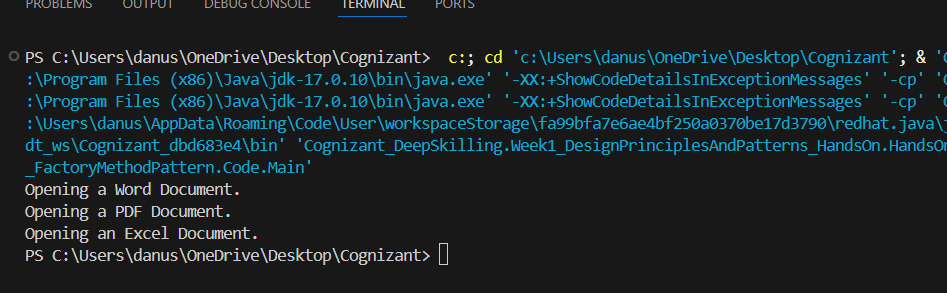 PROBLEMS OUTPUT DEBUG CONSOLE TERMINAL PORTS
PS C:\Users\danus\OneDrive\Desktop\Cognizant> c:; cd 'c:\Users\danus\OneDrive\Desktop\Cognizant'; & 'C
:\Program Files (x86)\Java\jdk-17.0.10\bin\java.exe' '-XX:+ShowCodeDetailsInExceptionMessages' '-cp' 'C
:\Program Files (x86)\Java\jdk-17.0.10\bin\java.exe' '-XX:+ShowCodeDetailsInExceptionMessages' '-cp' 'C
:\Users\danus\AppData\Roaming\Code\User\workspaceStorage\fa99bfa7e6ae4bf250a0370be17d3790\redhat.java\j
dt_ws\Cognizant_dbd683e4\bin' 'Cognizant_DeepSkilling.Week1_DesignPrinciplesAndPatterns_HandsOn.HandsOn
_FactoryMethodPattern.Code.Main'
Opening a Word Document.
Opening a PDF Document.
Opening an Excel Document.
PS C:\Users\danus\OneDrive\Desktop\Cognizant>